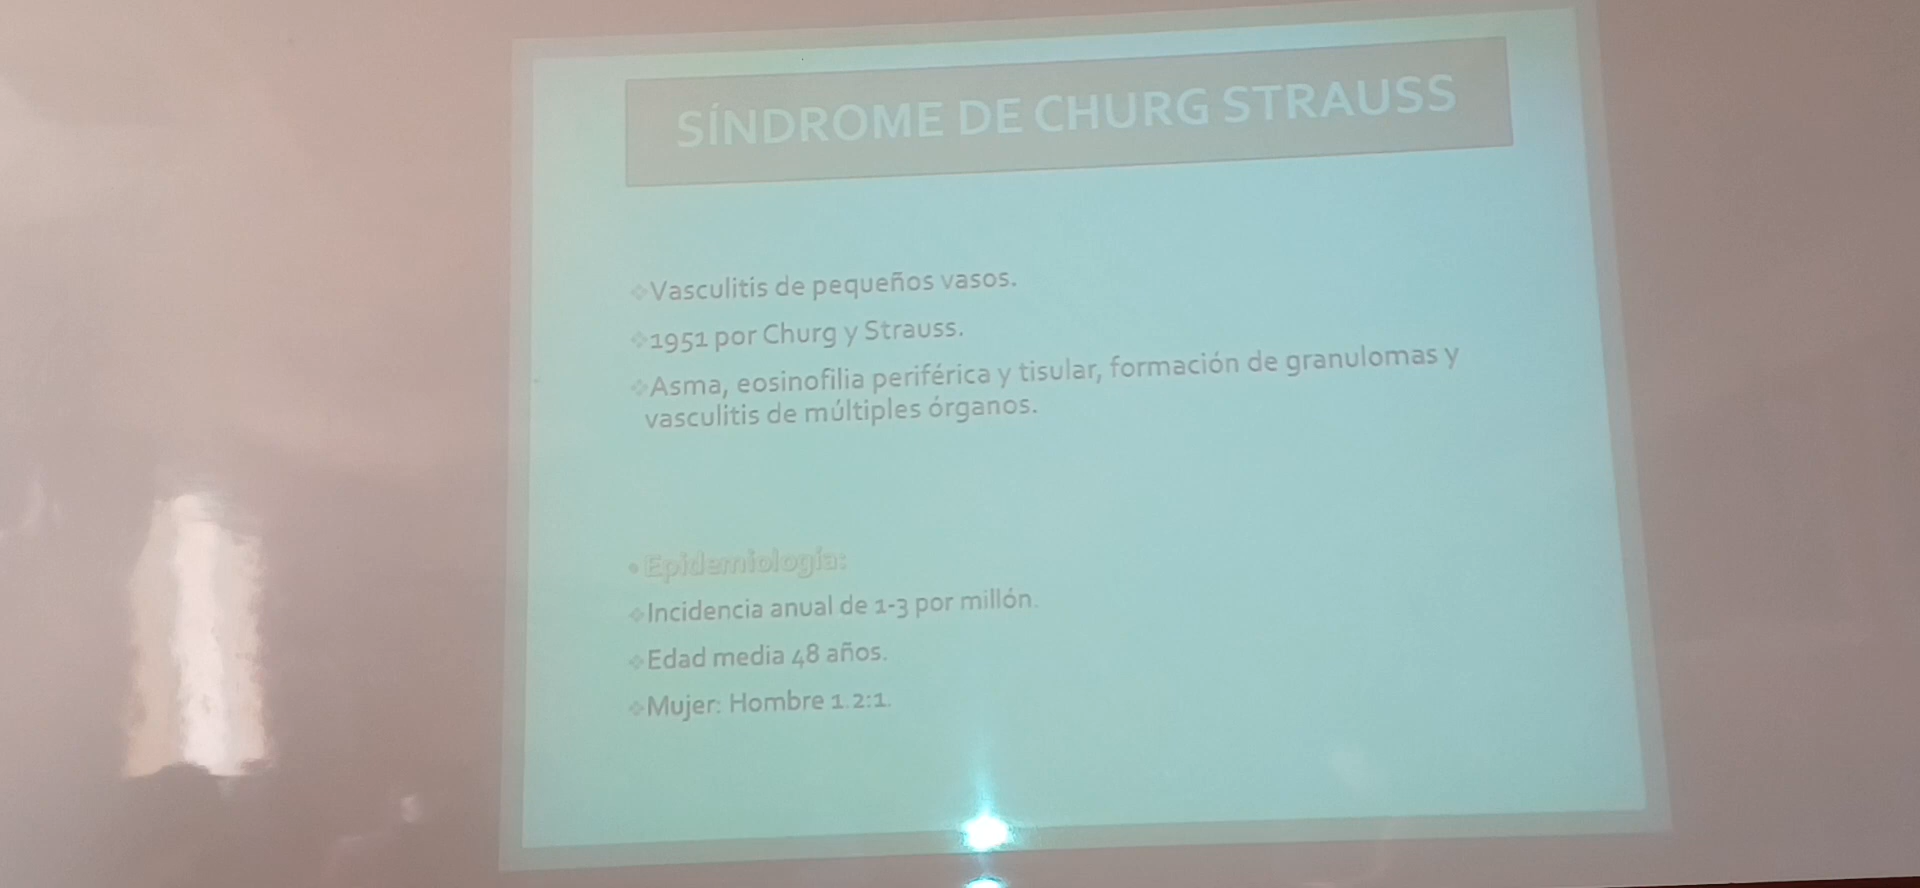 SÍNDROME DE CHURG STRAUSS
Vasculitis de pequeños vasos.
1951 por Churg y Strauss.
Asma, eosinofilia periférica y tisular, formación de granulomas y
vasculitis de múltiples órganos.
• Epidemiología:
Incidencia anual de 1-3 por millón.
Edad media 48 años.
Mujer: Hombre 1.2:1.